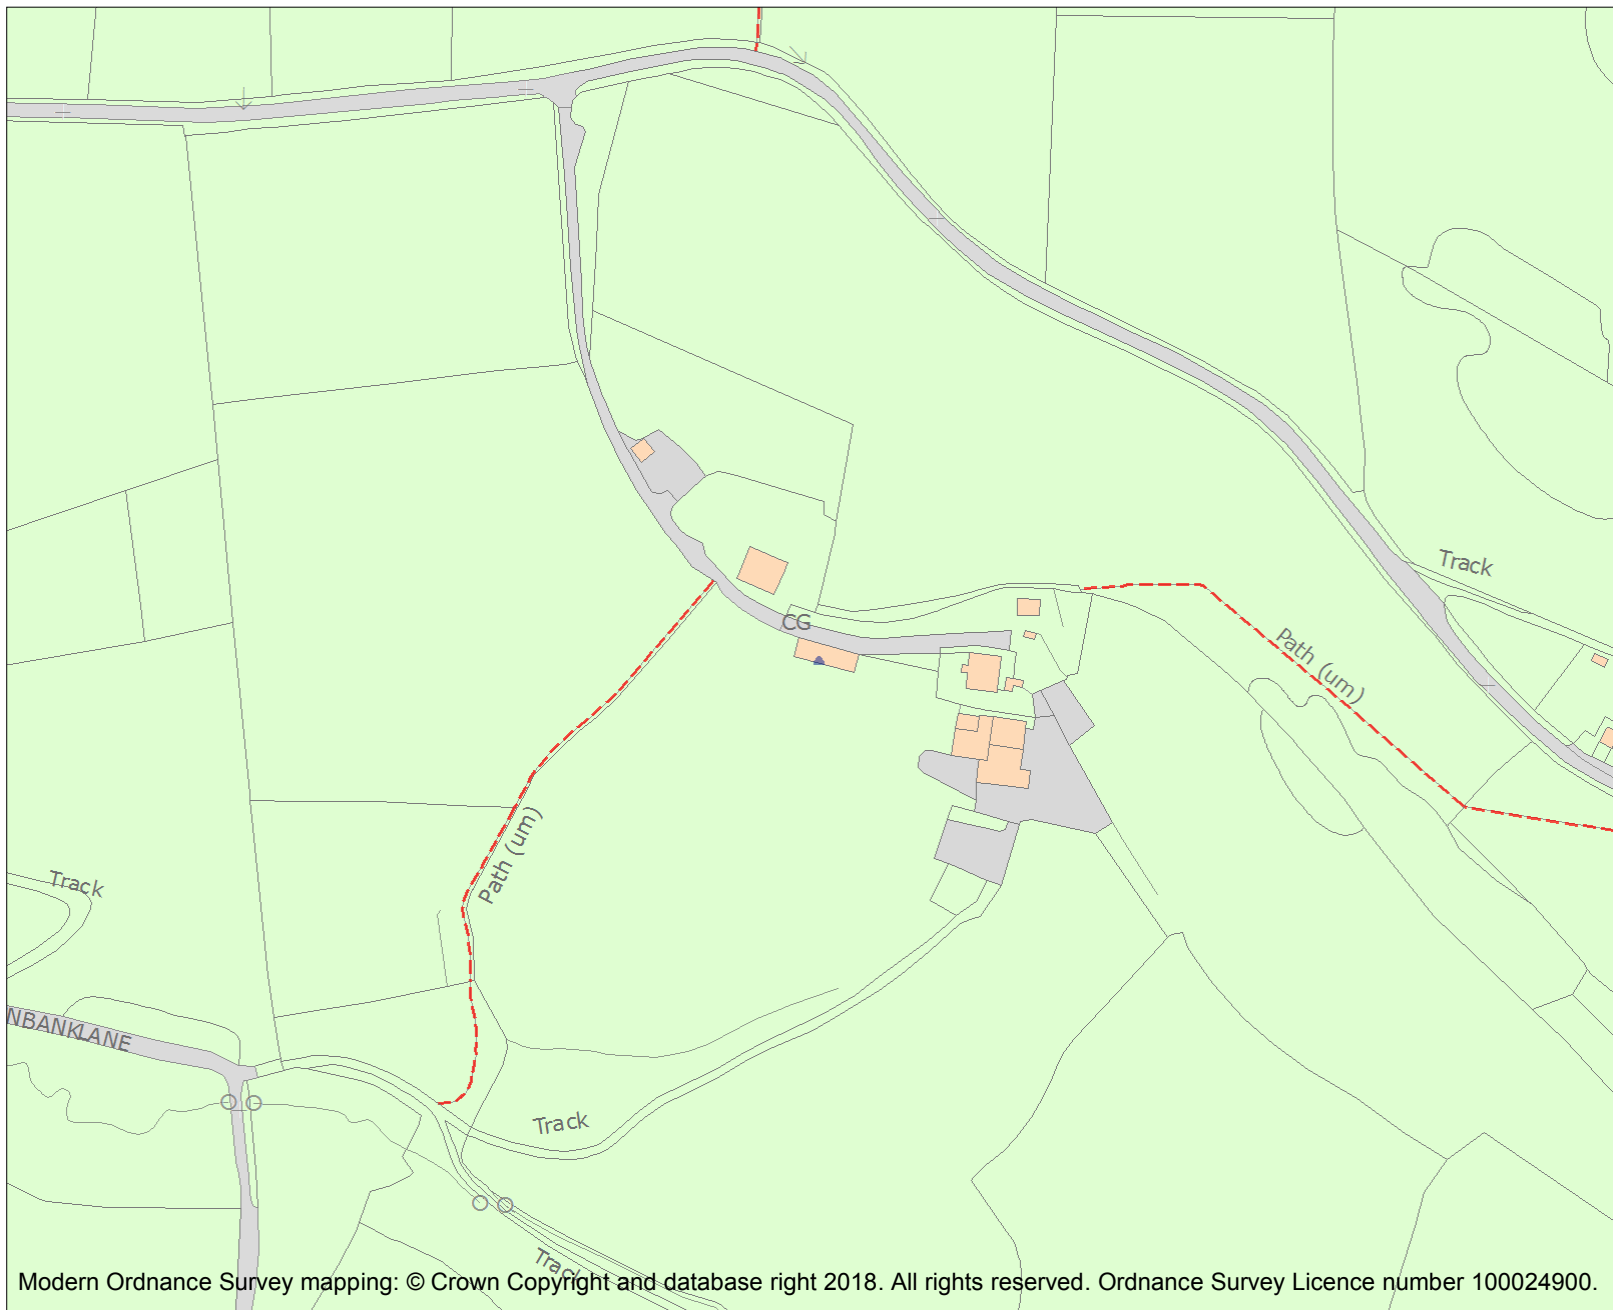 Track
CG
Path (um)
Path (um)
Track
NBANKLANE
Track
Track
Modern Ordnance Survey mapping: © Crown Copyright and database right 2018. All rights reserved. Ordnance Survey Licence number 100024900.